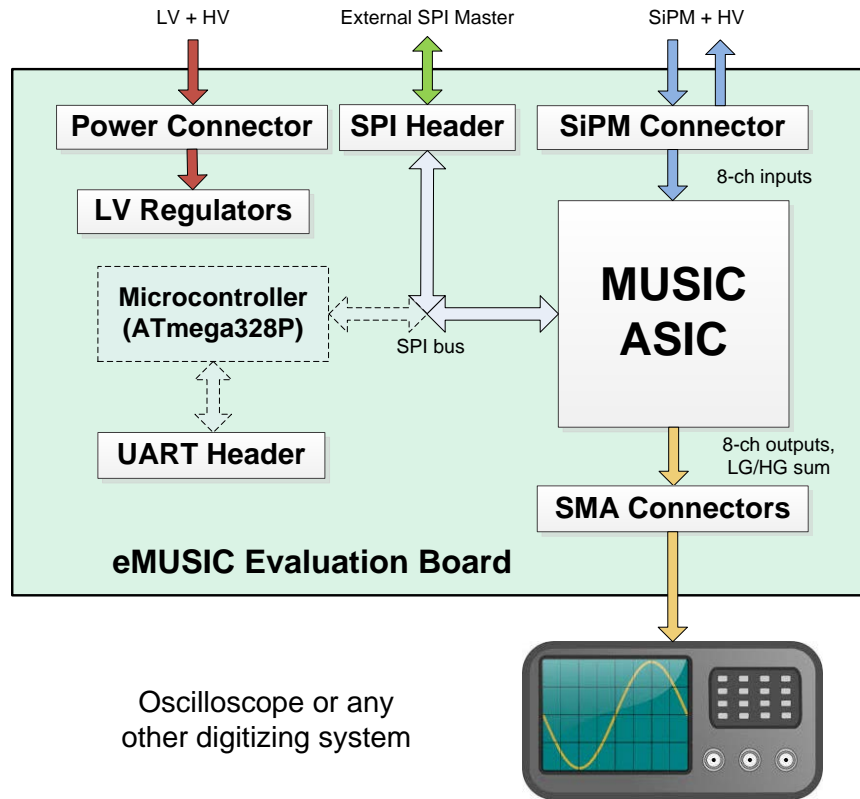 LV + HV
External SPI Master
SiPM + HV
Power Connector
SPI Header
SiPM Connector
8-ch inputs
LV Regulators
MUSIC
ASIC
Microcontroller
(ATmega328P)
SPI bus
UART Header
8-ch outputs,
LG/HG sum
SMA Connectors
eMUSIC Evaluation Board
Oscilloscope or any
other digitizing system